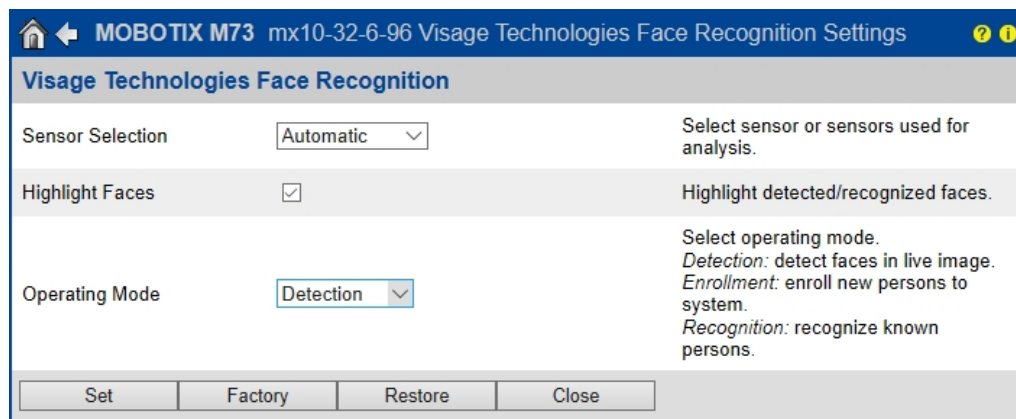 MOBOTIX M73 mx10-32-6-96 Visage Technologies Face Recognition Settings ? i
Visage Technologies Face Recognition
Sensor Selection
Automatic
Select sensor or sensors used for
analysis.
Highlight Faces
Highlight detected/recognized faces.
Operating Mode
Detection
Select operating mode.
Detection: detect faces in live image.
Enrollment: enroll new persons to
system.
Recognition: recognize known
persons.
Set
Factory
Restore
Close